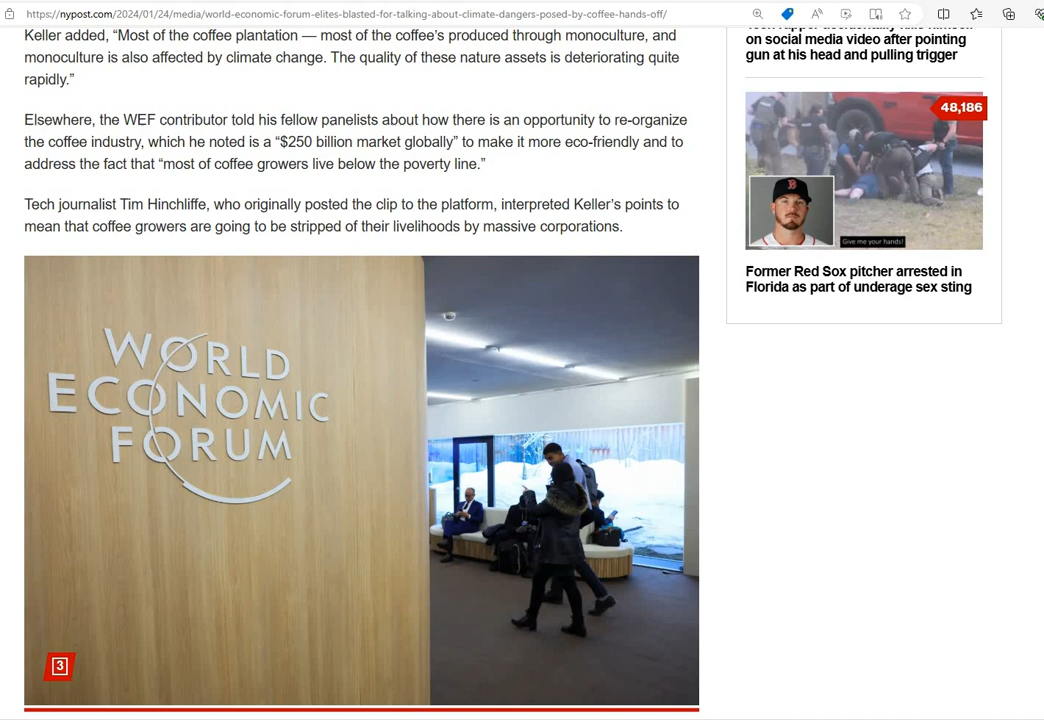 https://nypost.com/2024/01/24/media/world-economic-forum-elites-blasted-for-talking-about-climate-dangers-posed-by-coffee-hands-off/
Keller added, “Most of the coffee plantation — most of the coffee’s produced through monoculture, and
monoculture is also affected by climate change. The quality of these nature assets is deteriorating quite
rapidly.”
Elsewhere, the WEF contributor told his fellow panelists about how there is an opportunity to re-organize
the coffee industry, which he noted is a “$250 billion market globally” to make it more eco-friendly and to
address the fact that “most of coffee growers live below the poverty line.”
Tech journalist Tim Hinchliffe, who originally posted the clip to the platform, interpreted Keller’s points to
mean that coffee growers are going to be stripped of their livelihoods by massive corporations.
WORLD
ECONOMIC
FORUM
3
on social media video after pointing
gun at his head and pulling trigger
48,186
B
Give me your hands!
Former Red Sox pitcher arrested in
Florida as part of underage sex sting